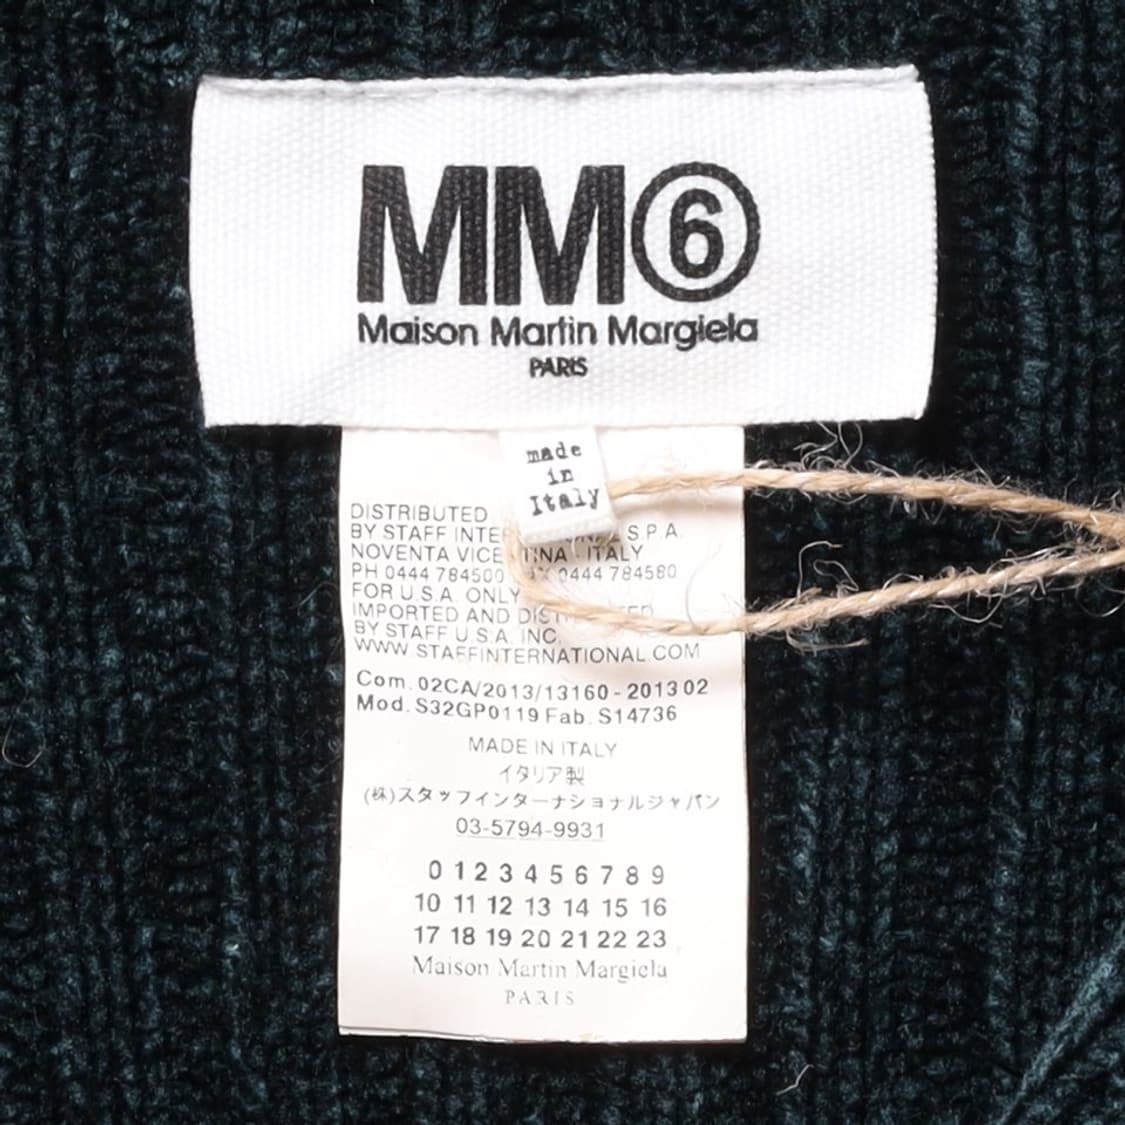 MM⑥
Maison Martin Margiela
PARIS
made
in
Italy
DISTRIBUTED
BY STAFF S.P.A.
NOVENTA ITALY
PH 0444 784500 0444 784580
FOR U.S.A. ONLY
IMPORTED AND
BY STAFF U.S.A. INC.
WWW STAFFINTERNATIONAL.COM
Com. 02CA/2013/13160 - 2013 02
Mod. S32GP0119 Fab. S14736
MADE IN ITALY
イタリア製
(株)スタッフインターナショナルジャパン
03-5794-9931
0 1 2 3 4 5 6 7 8 9
10 11 12 13 14 15 16
17 18 19 20 21 22 23
Maison Martin Margiela
PARIS